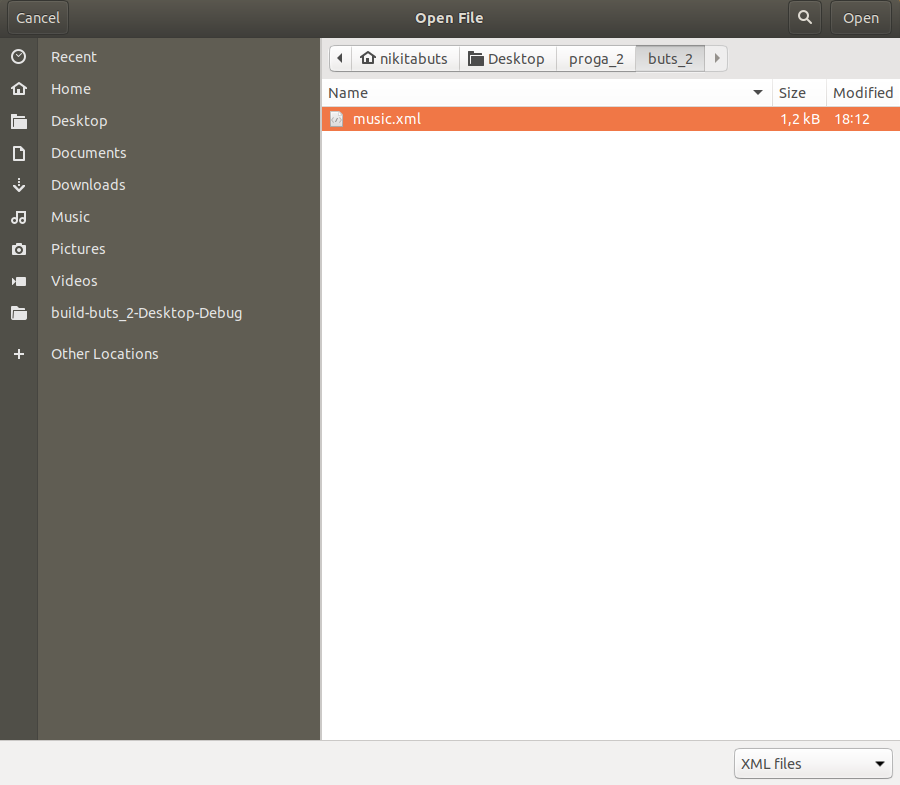 Cancel Open File Open
Recent
Home
Desktop
Documents
Downloads
Music
Pictures
Videos
build-buts_2-Desktop-Debug
Other Locations
nikitabuts Desktop proga_2 buts_2
Name Size Modified
music.xml 1,2 kB 18:12
XML files